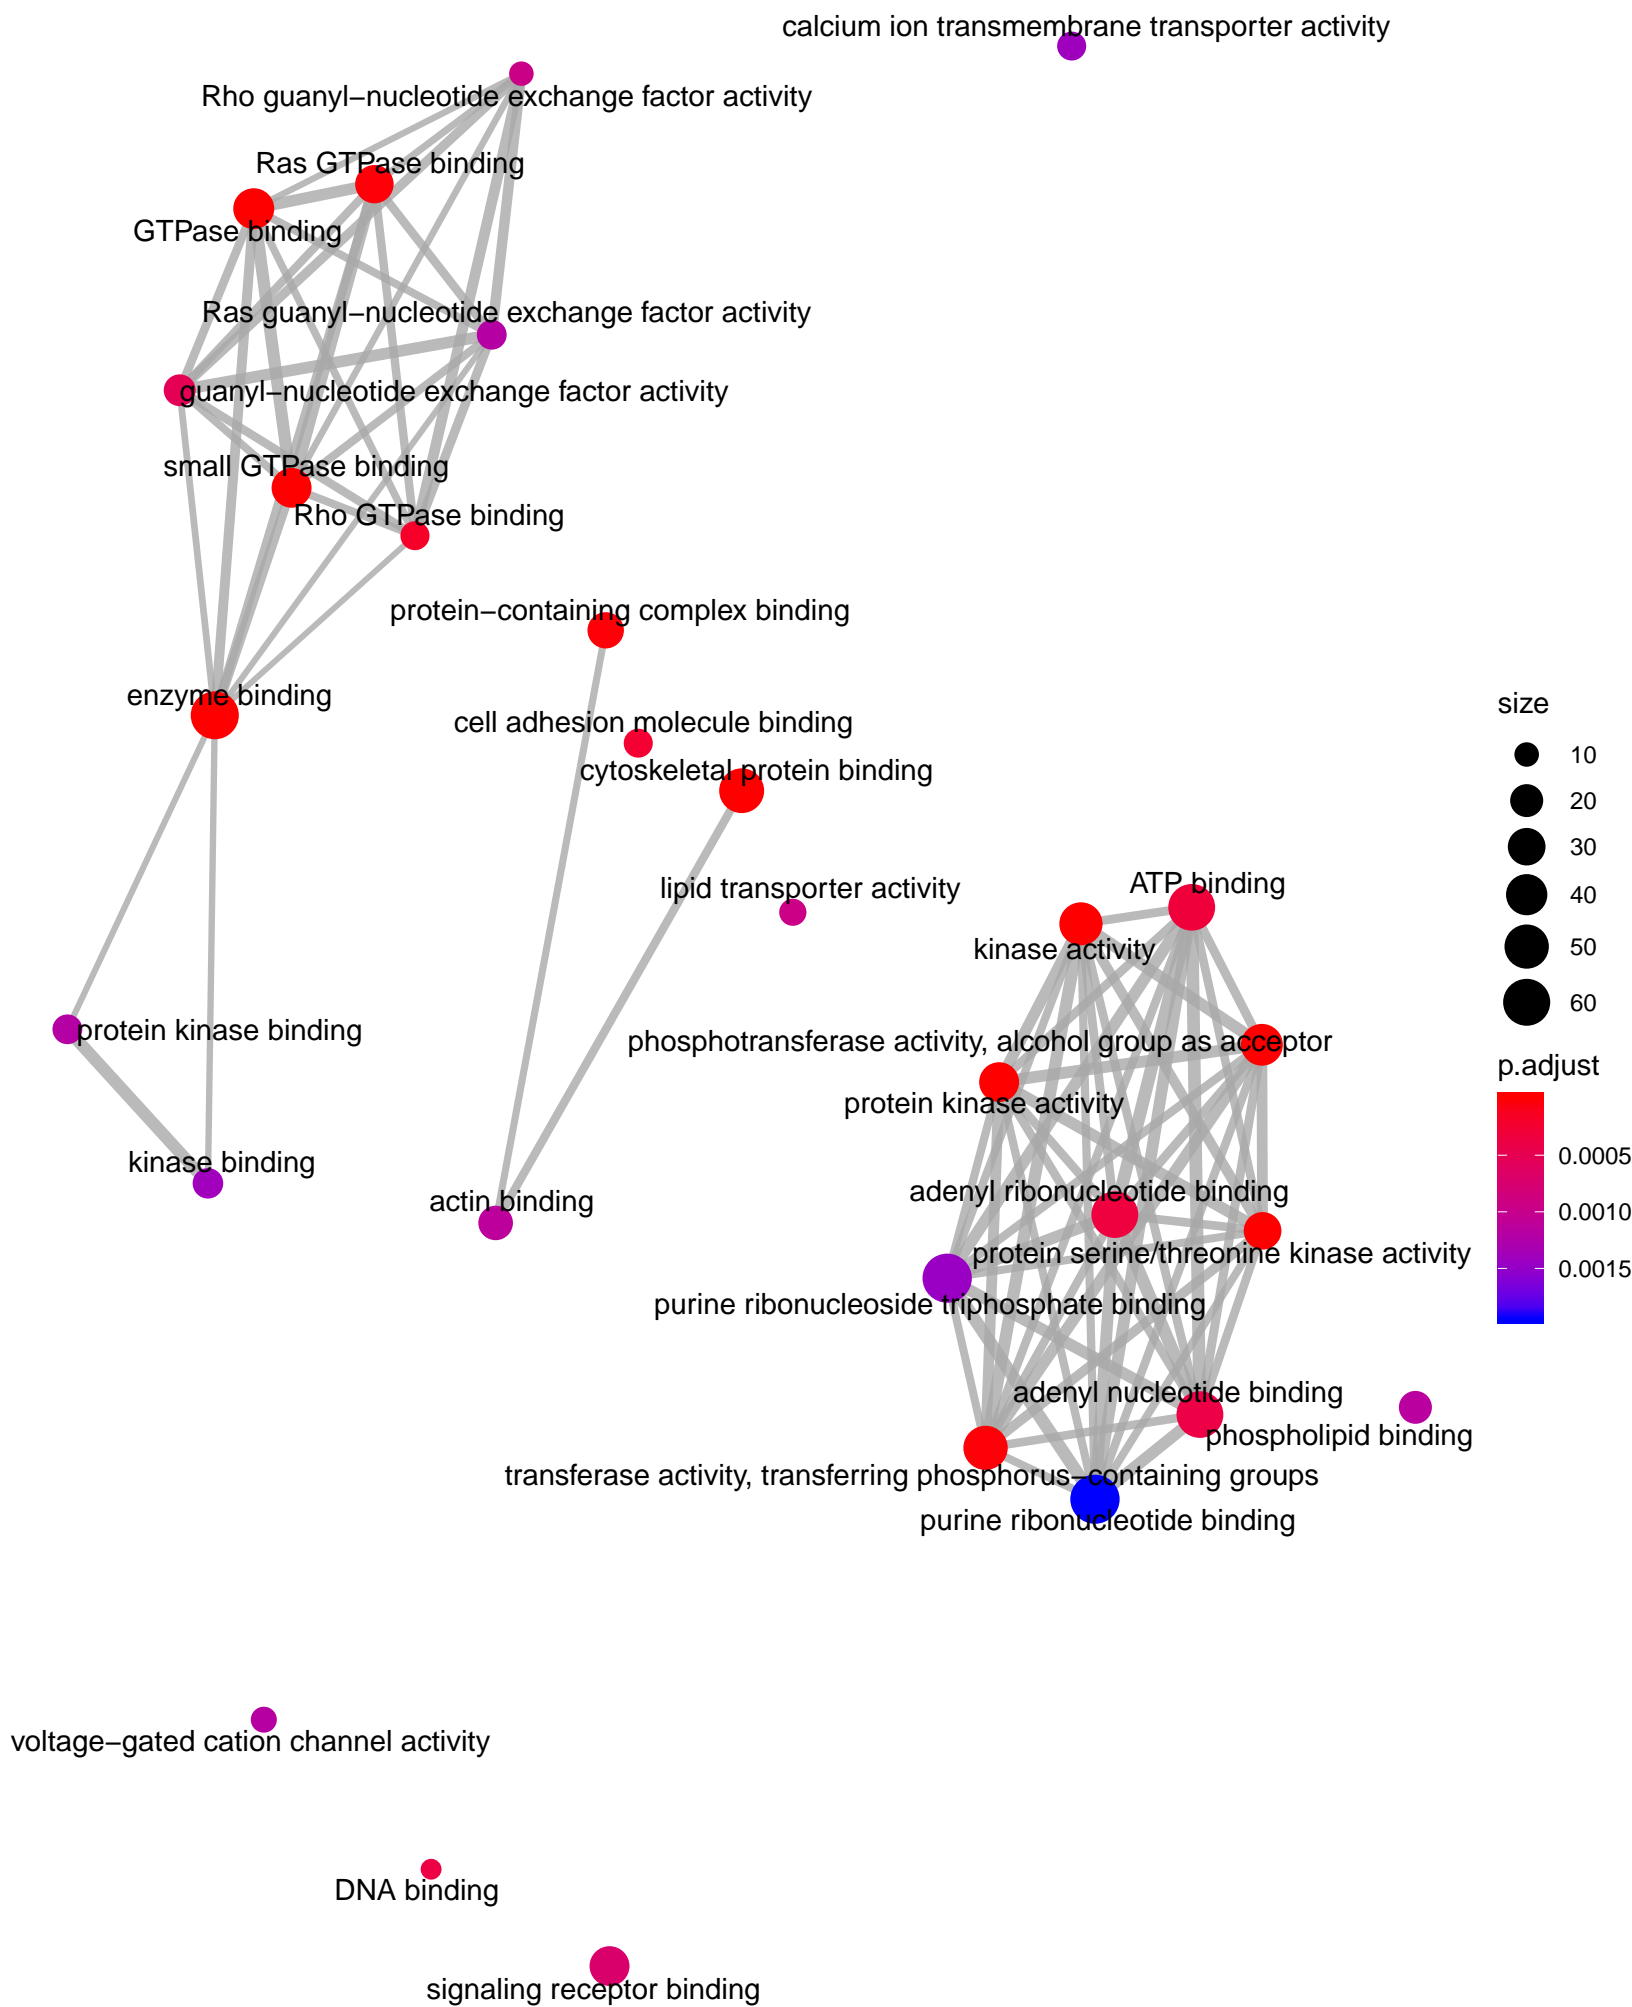 calcium ion transmembrane transporter activity
Rho guanyl−nucleotide exchange factor activity
Ras GTPase binding
GTPase binding
Ras guanyl−nucleotide exchange factor activity
guanyl−nucleotide exchange factor activity
small GTPase binding
Rho GTPase binding
protein−containing complex binding
enzyme binding
cell adhesion molecule binding
cytoskeletal protein binding
lipid transporter activity
ATP binding
kinase activity
protein kinase binding
phosphotransferase activity, alcohol group as acceptor
protein kinase activity
kinase binding
actin binding
adenyl ribonucleotide binding
protein serine/threonine kinase activity
purine ribonucleoside triphosphate binding
adenyl nucleotide binding
phospholipid binding
transferase activity, transferring phosphorus−containing groups
purine ribonucleotide binding
voltage−gated cation channel activity
DNA binding
signaling receptor binding
size
10
20
30
40
50
60
p.adjust
0.0005
0.0010
0.0015